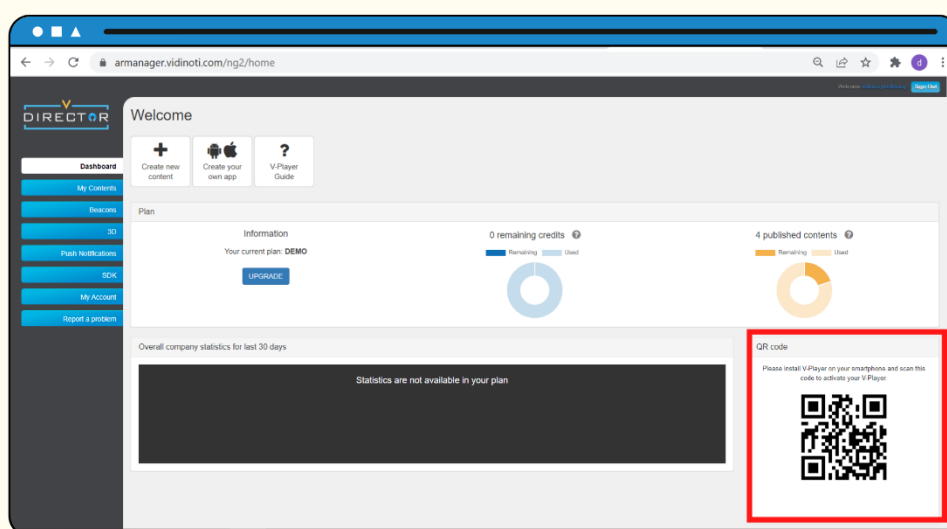 armanager.vidinoti.com/ng2/home
d
Sign Out
V
DIRECTOR
Welcome
Create new
content
Create your
own app
?
V-Player
Guide
Dashboard
My Contents
Beacons
3D
Push Notifications
SDK
My Account
Report a problem
Plan
Information
Your current plan: DEMO
UPGRADE
0 remaining credits ?
Remaining Used
4 published contents ?
Remaining Used
Overall company statistics for last 30 days
Statistics are not available in your plan
QR code
Please install V-Player on your smartphone and scan this
code to activate your V-Player